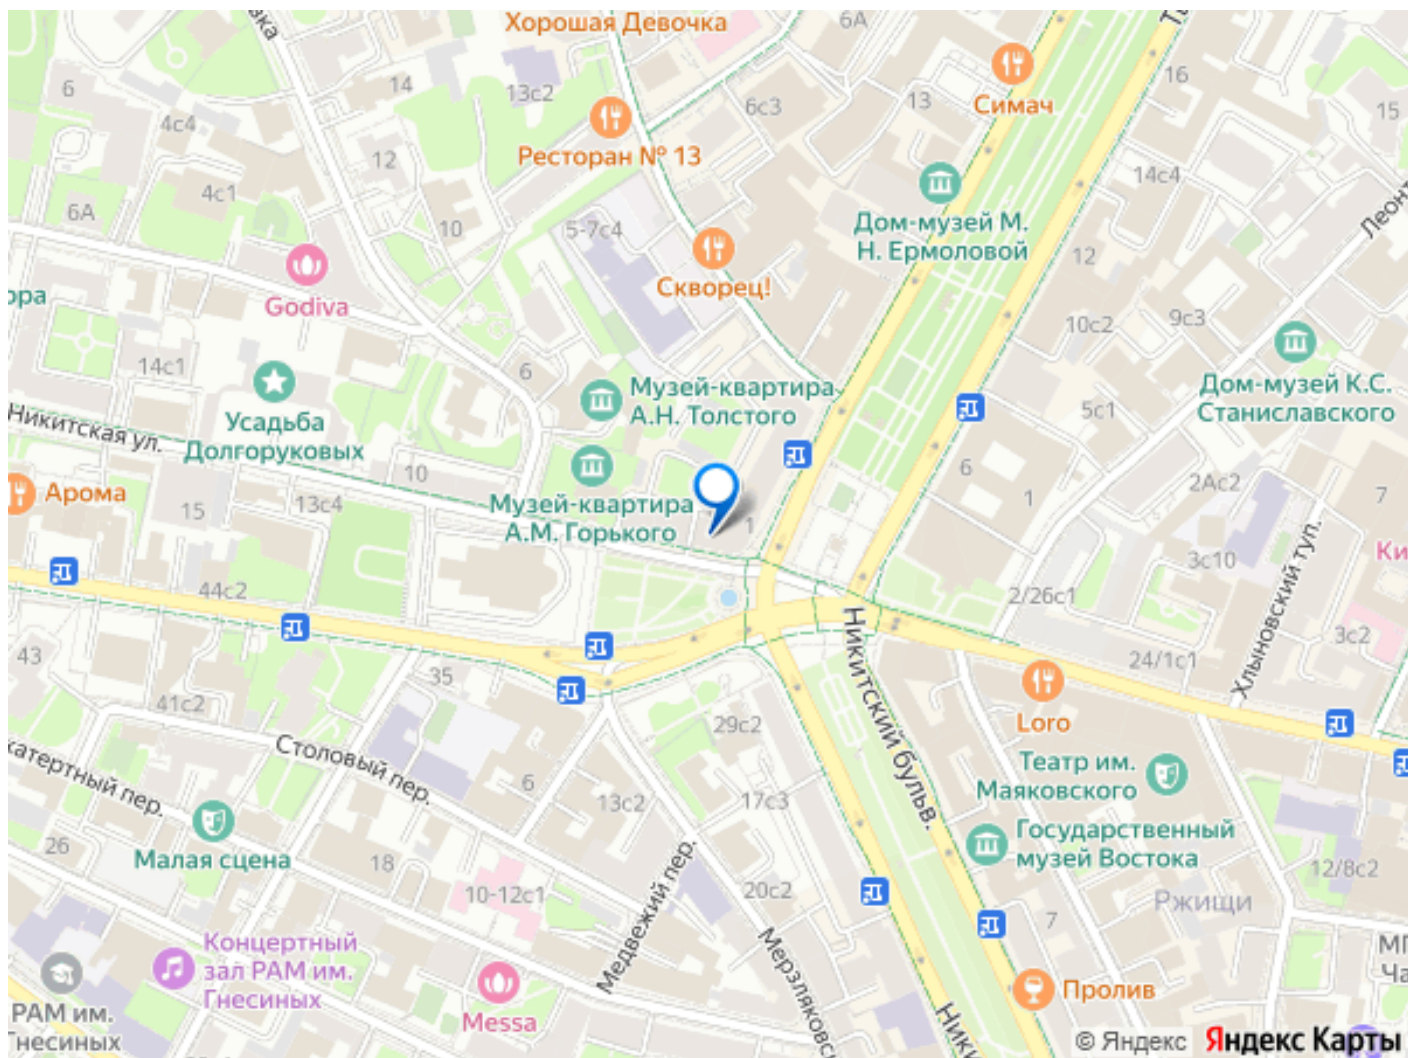 Хорошая Девочка
6А
6
14
13с2
6с3
13
Симач
16
15
4с4
12
Ресторан № 13
14с4
4с1
6А
10
5-7с4
Дом-музей М.
Н. Ермоловой
12
Скворец!
Godiva
10с2
9с3
14с1
6
Музей-квартира
А.Н. Толстого
Дом-музей К.С.
Станиславского
5с1
Никитская ул.
Усадьба
Долгоруковых
10
6
1
2Ас2
7
Арома
15
13с4
Музей-квартира
А.М. Горького
1
3с10
Хлыновский туп.
44с2
2/26с1
3с2
Никитский бульв.
43
35
24/1с1
41с2
29с2
Loro
Столовый пер.
Театр им.
Маяковского
6
13с2
17с3
Государственный
музей Востока
26
Малая сцена
18
10-12с1
Медвежий пер.
20с2
12/8с2
Ржищи
7
Концертный
зал РАМ им.
Гнесиных
РАМ им.
Messa
Пролив
© Яндекс
Яндекс Карты